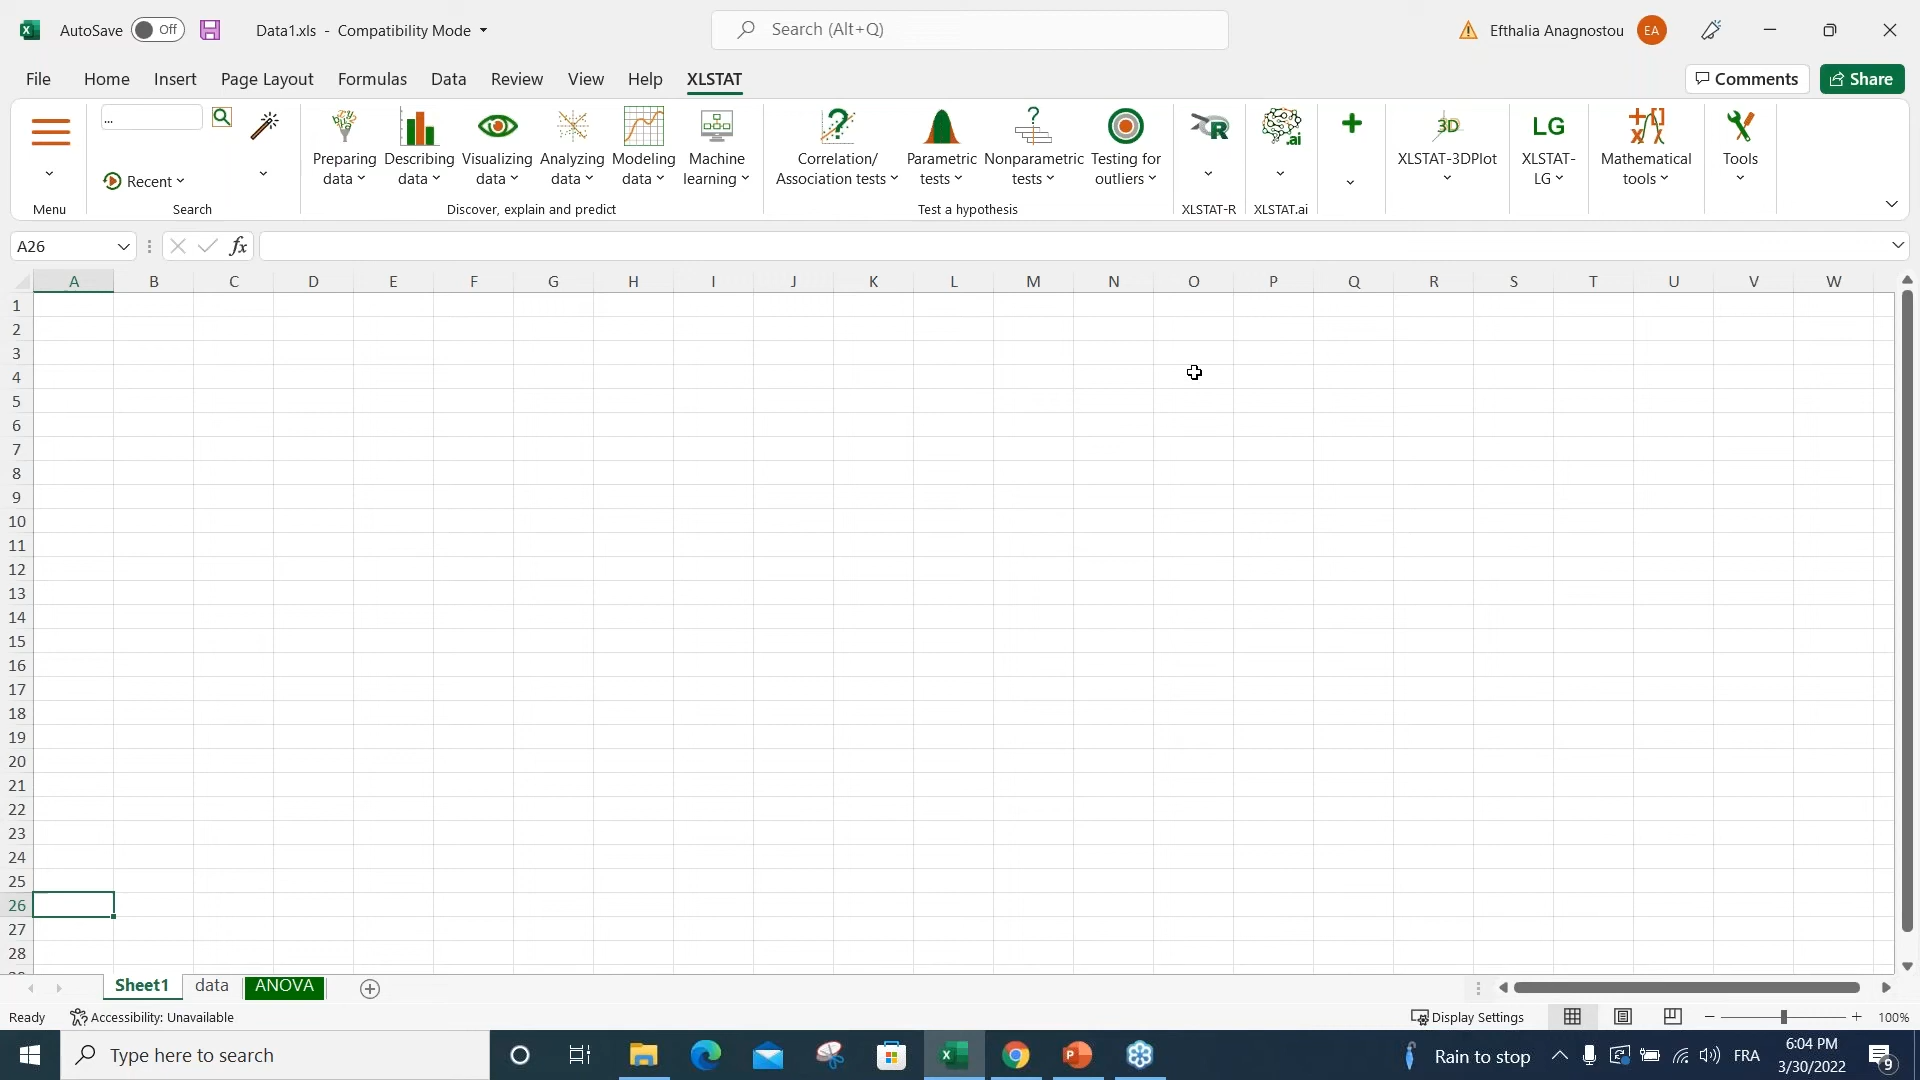 AutoSave Off Data1.xls - Compatibility Mode Search (Alt+Q) Efthalia Anagnostou EA
File Home Insert Page Layout Formulas Data Review View Help XLSTAT Comments Share
...
Recent
Menu
Search
Preparing data
Describing data
Visualizing data
Analyzing data
Modeling data
Machine learning
Discover, explain and predict
Correlation/ Association tests
Parametric tests
Nonparametric tests
Testing for outliers
Test a hypothesis
R
XLSTAT-R
.ai
XLSTAT.ai
3D
XLSTAT-3DPlot
LG
XLSTAT-LG
Mathematical tools
Tools
A26 fx
A B C D E F G H I J K L M N O P Q R S T U V W
1
2
3
4
5
6
7
8
9
10
11
12
13
14
15
16
17
18
19
20
21
22
23
24
25
26
27
28
Sheet1 data ANOVA
Ready Accessibility: Unavailable Display Settings 100%
Type here to search Rain to stop FRA 6:04 PM
3/30/2022 9